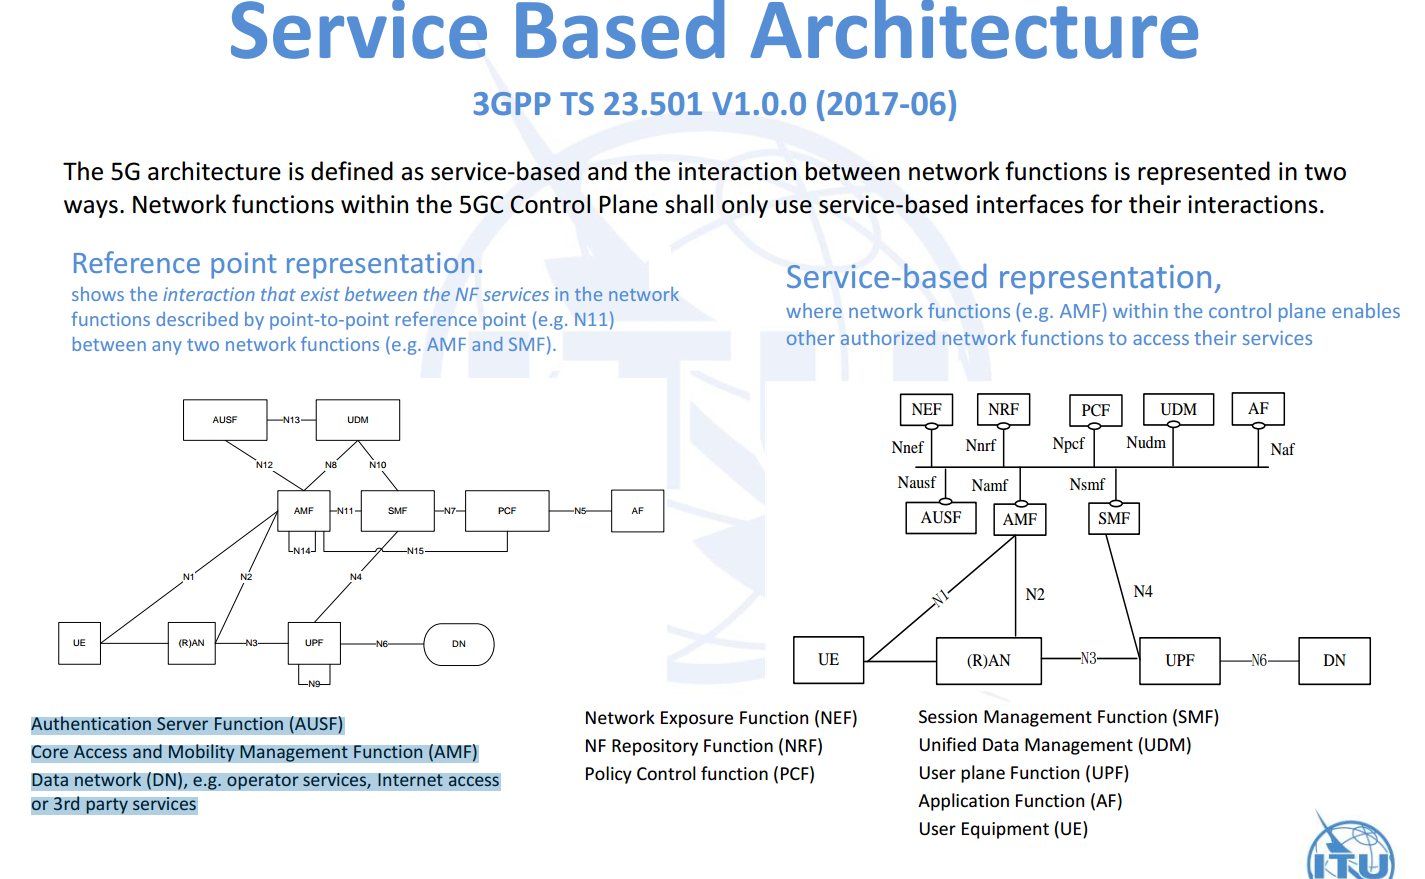 Service Based Architecture
3GPP TS 23.501 V1.0.0 (2017-06)
The 5G architecture is defined as service-based and the interaction between network functions is represented in two
ways. Network functions within the 5GC Control Plane shall only use service-based interfaces for their interactions.
Reference point representation.
shows the interaction that exist between the NF services in the network
functions described by point-to-point reference point (e.g. N11)
between any two network functions (e.g. AMF and SMF).
Service-based representation,
where network functions (e.g. AMF) within the control plane enables
other authorized network functions to access their services
AUSF
N13
UDM
N12
N8
N10
AMF
N11
SMF
N7
PCF
N5
AF
N14
N15
N1
N2
N4
UE
(R)AN
N3
UPF
N6
DN
N9
NEF
NRF
PCF
UDM
AF
Nnef
Nnrf
Npcf
Nudm
Naf
Nausf
Namf
Nsmf
AUSF
AMF
SMF
N1
N2
N4
UE
(R)AN
N3
UPF
N6
DN
Authentication Server Function (AUSF)
Core Access and Mobility Management Function (AMF)
Data network (DN), e.g. operator services, Internet access
or 3rd party services
Network Exposure Function (NEF)
NF Repository Function (NRF)
Policy Control function (PCF)
Session Management Function (SMF)
Unified Data Management (UDM)
User plane Function (UPF)
Application Function (AF)
User Equipment (UE)
ITU